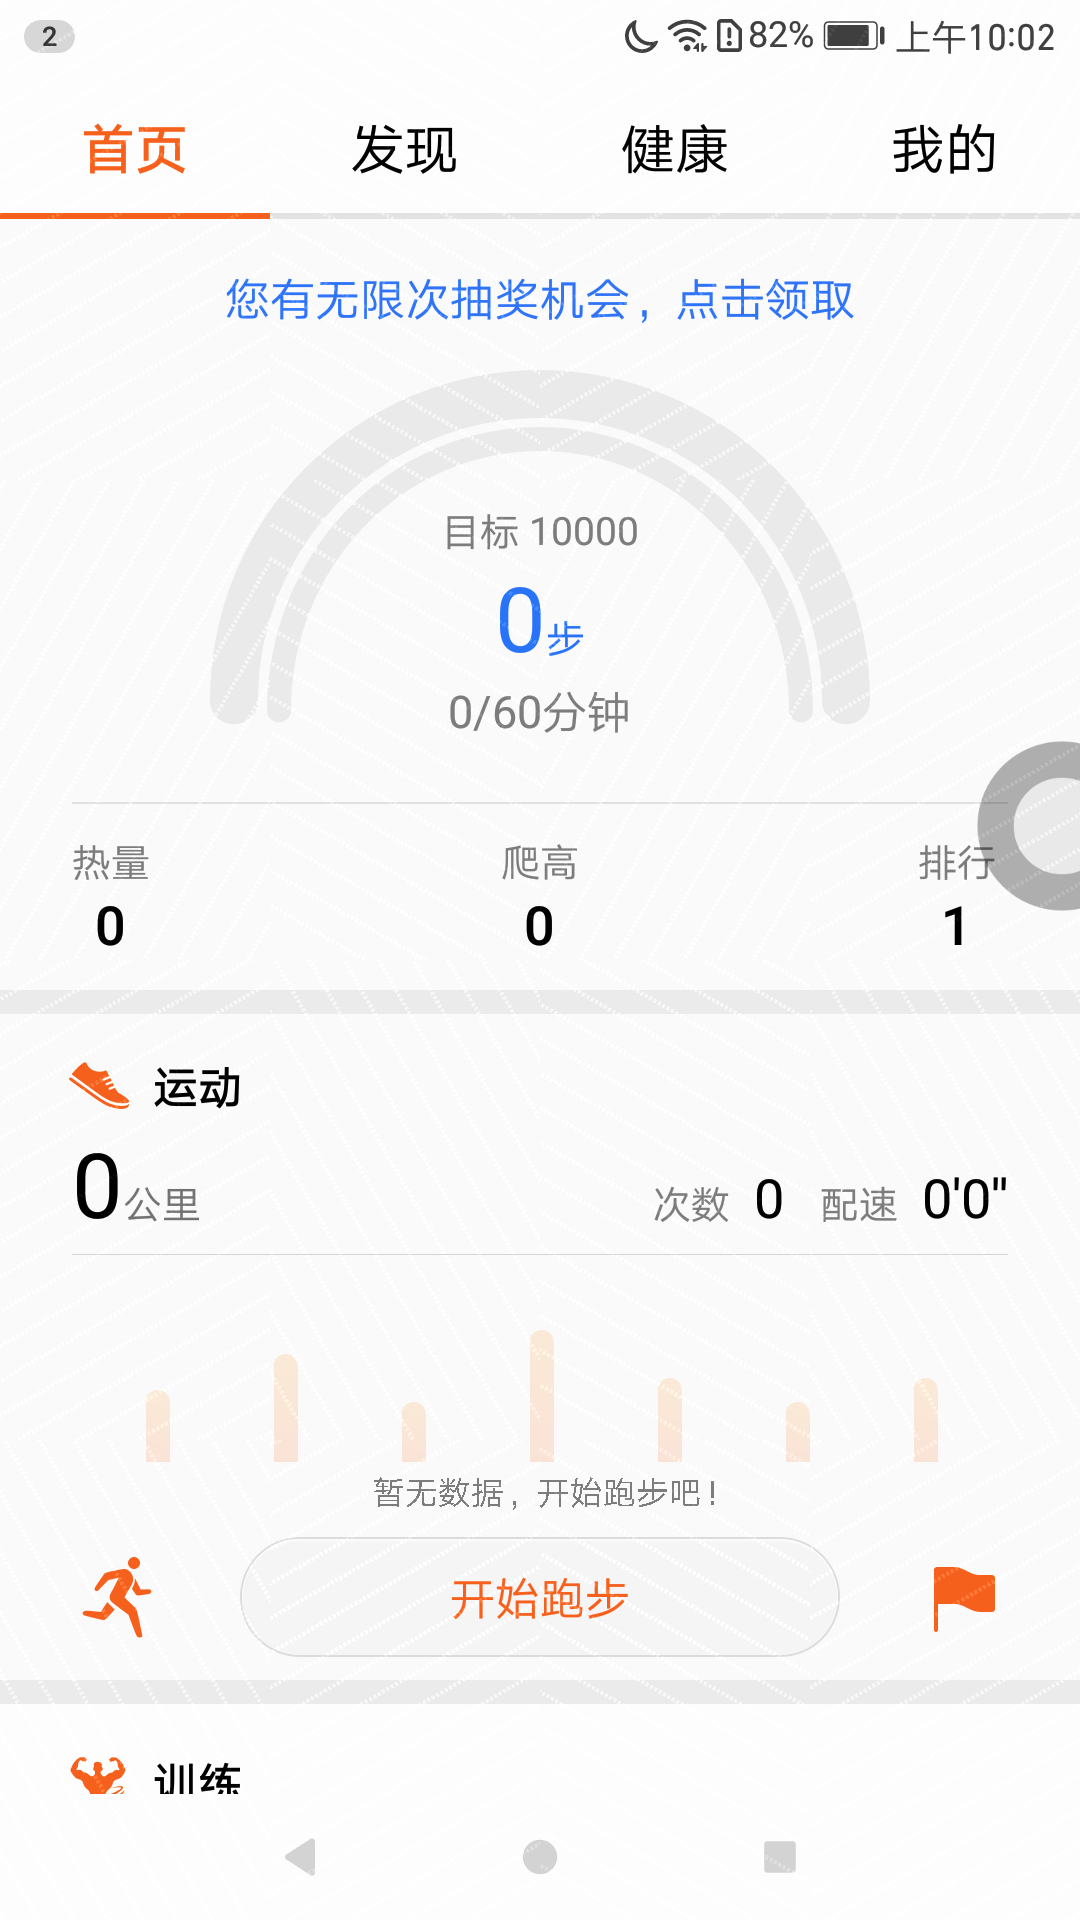 2 82% 上午10:02
首页 发现 健康 我的
您有无限次抽奖机会，点击领取
目标 10000
0步
0/60分钟
热量 爬高 排行
0 0 1
运动
0公里 次数 0 配速 0'0"
暂无数据，开始跑步吧！
开始跑步
训练